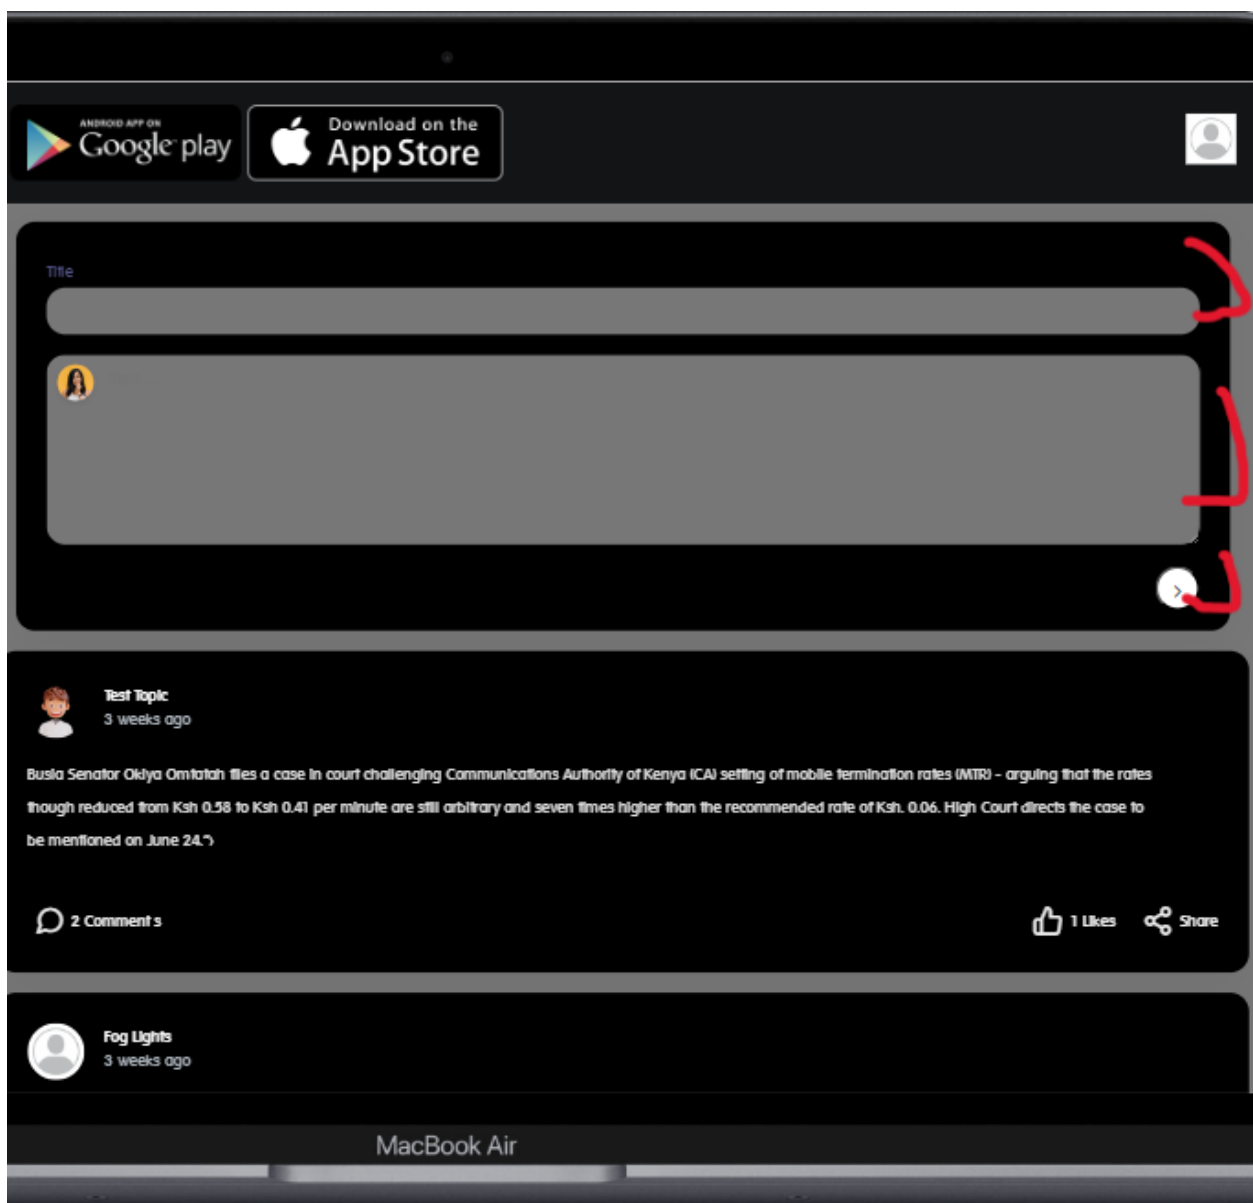 ANDROID APP ON
Google play
Download on the
App Store
Title
Test Topic
3 weeks ago
Busia Senator Okiya Omtatah files a case in court challenging Communications Authority of Kenya (CA) setting of mobile termination rates (MTR) - arguing that the rates
though reduced from Ksh 0.58 to Ksh 0.41 per minute are still arbitrary and seven times higher than the recommended rate of Ksh. 0.06. High Court directs the case to
be mentioned on June 24.")
2 Comment s
1 Likes
Share
Fog Lights
3 weeks ago
MacBook Air